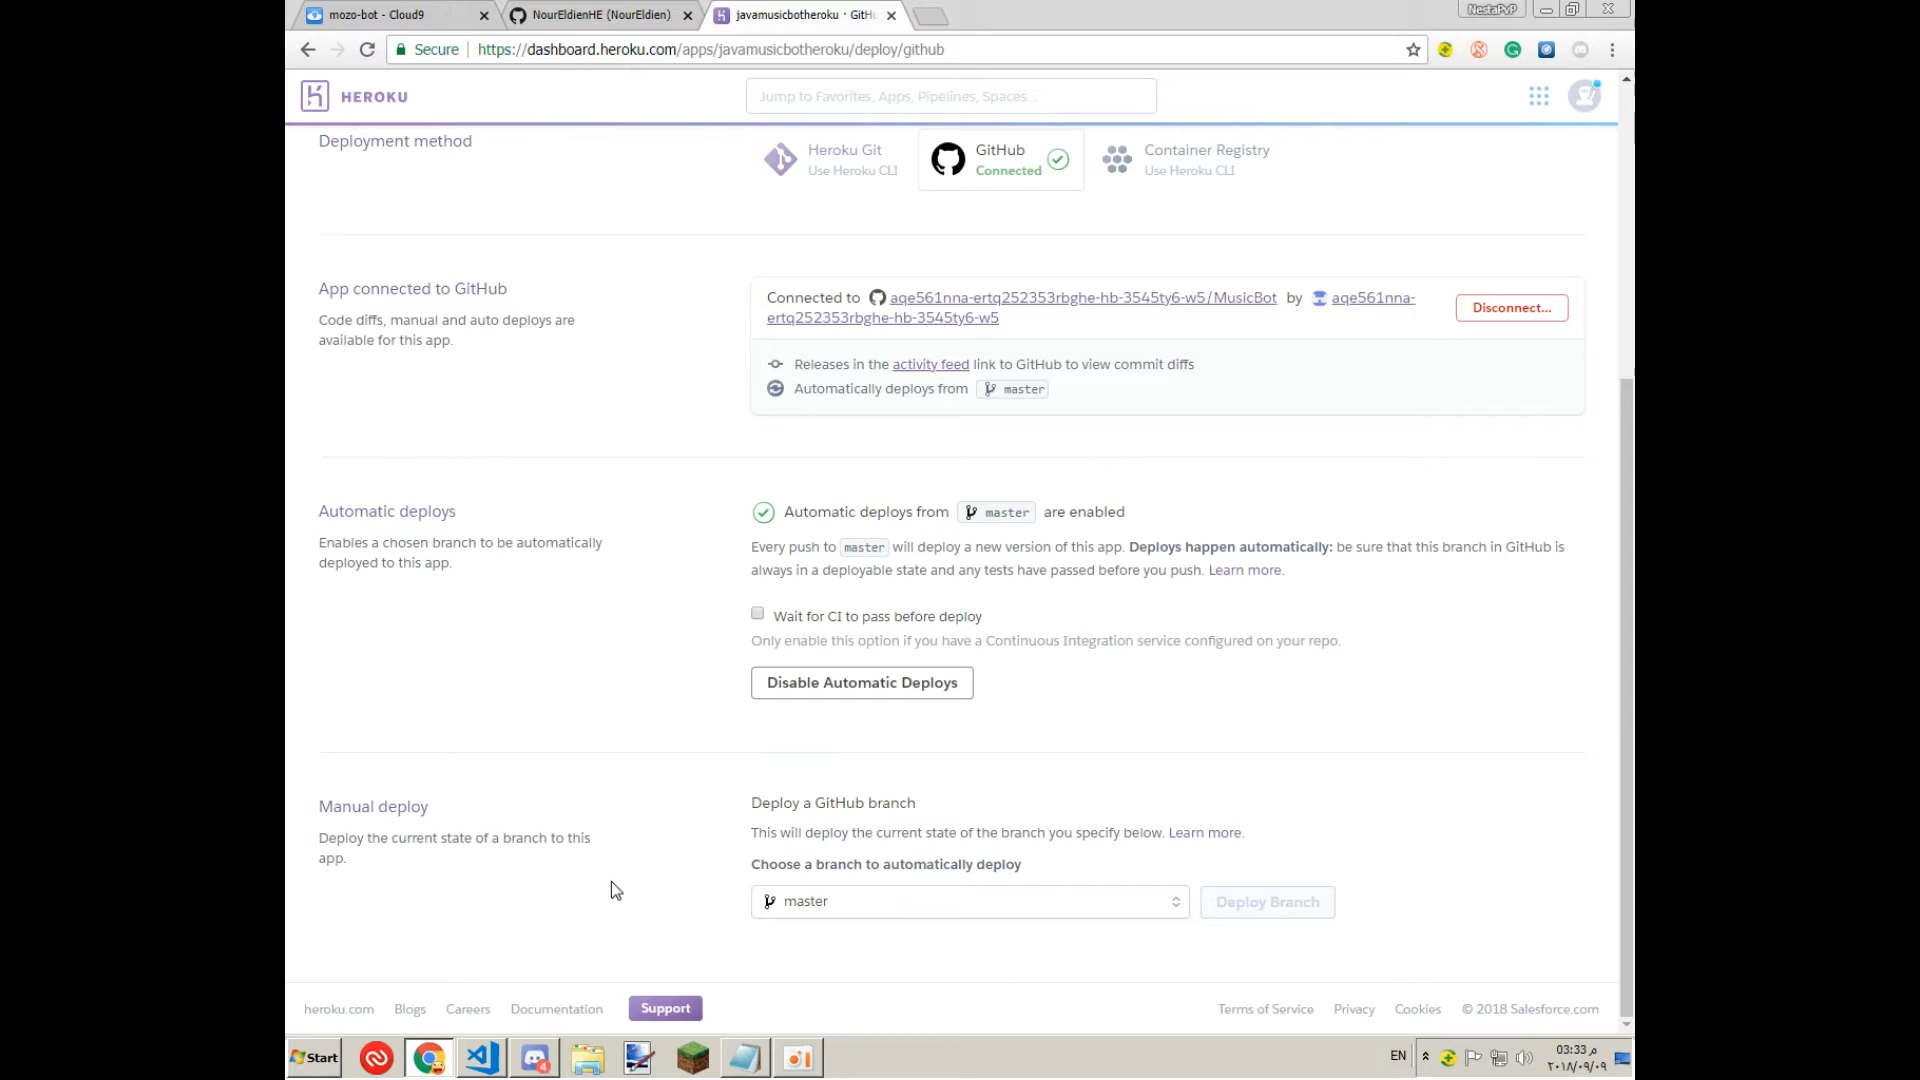 mozo-bot - Cloud9
NourEldienHE (NourEldien)
javamusicbotheroku · GitH
NestaPvP
Secure
https://dashboard.heroku.com/apps/javamusicbotheroku/deploy/github
HEROKU
Jump to Favorites, Apps, Pipelines, Spaces...
Deployment method
Heroku Git
Use Heroku CLI
GitHub
Connected
Container Registry
Use Heroku CLI
App connected to GitHub
Code diffs, manual and auto deploys are
available for this app.
Connected to aqe561nna-ertq252353rbghe-hb-3545ty6-w5/MusicBot by aqe561nna-
ertq252353rbghe-hb-3545ty6-w5
Disconnect...
Releases in the activity feed link to GitHub to view commit diffs
Automatically deploys from master
Automatic deploys
Enables a chosen branch to be automatically
deployed to this app.
Automatic deploys from master are enabled
Every push to master will deploy a new version of this app. Deploys happen automatically: be sure that this branch in GitHub is
always in a deployable state and any tests have passed before you push. Learn more.
Wait for CI to pass before deploy
Only enable this option if you have a Continuous Integration service configured on your repo.
Disable Automatic Deploys
Manual deploy
Deploy the current state of a branch to this
app.
Deploy a GitHub branch
This will deploy the current state of the branch you specify below. Learn more.
Choose a branch to automatically deploy
master
Deploy Branch
heroku.com
Blogs
Careers
Documentation
Support
Terms of Service
Privacy
Cookies
© 2018 Salesforce.com
Start
4
EN
03:33 م
٢٠١٨/٠٩/٠٩